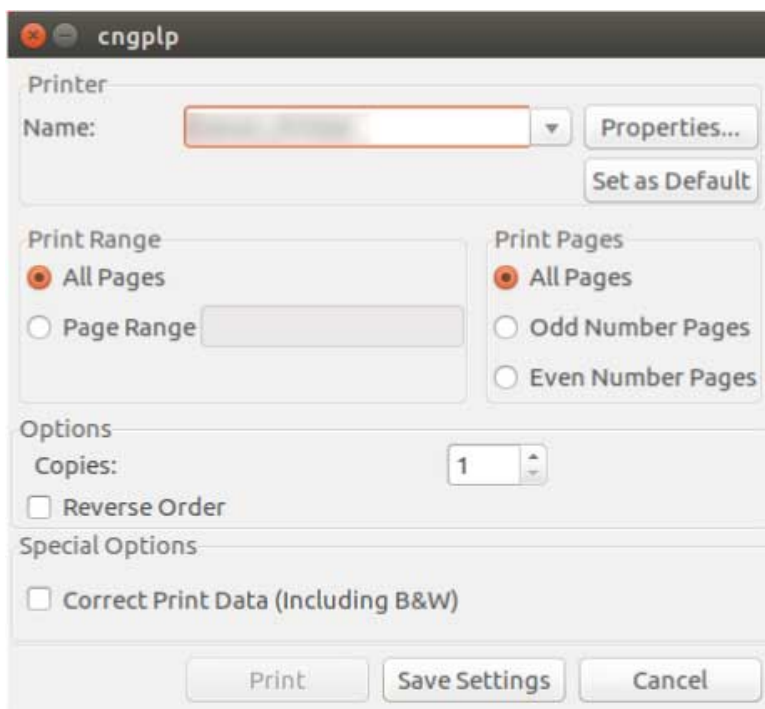 cngplp
Printer
Name:
Properties...
Set as Default
Print Range
All Pages
Page Range
Print Pages
All Pages
Odd Number Pages
Even Number Pages
Options
Copies:
1
Reverse Order
Special Options
Correct Print Data (Including B&W)
Print
Save Settings
Cancel